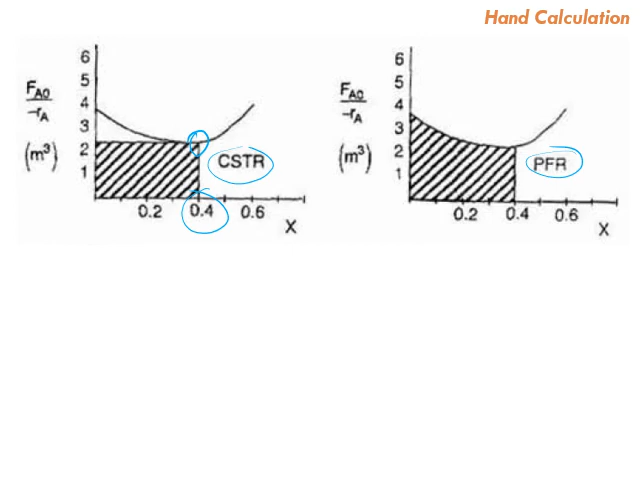 Hand Calculation
6
5
4
3
2
1
F_A0
-r_A
(m³)
CSTR
0.2 0.4 0.6
X
6
5
4
3
2
1
F_A0
-r_A
(m³)
PFR
0.2 0.4 0.6
X